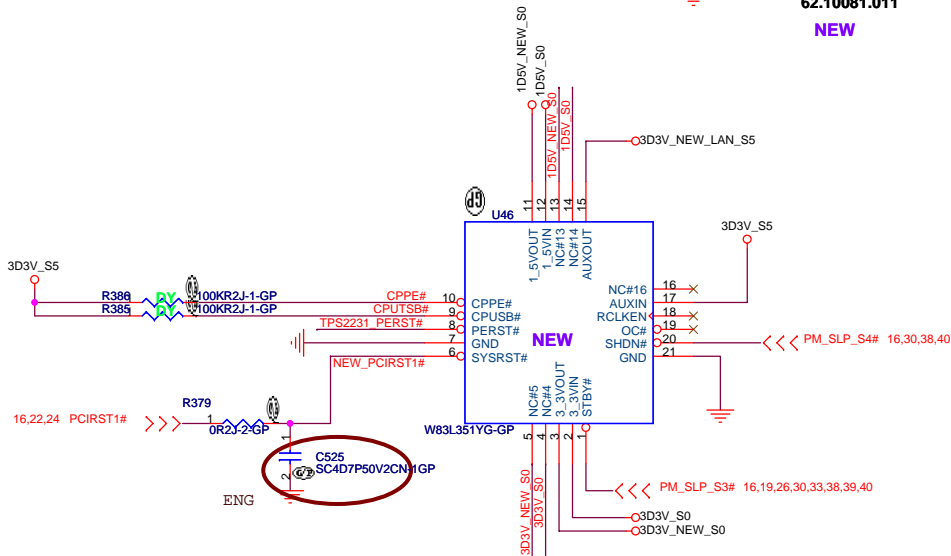 62.10081.011
NEW
1D5V_NEW_S0
1D5V_S0
1D5V_NEW_S0
1D5V_S0
3D3V_NEW_LAN_S5
U46
11
12
13
14
15
1_5VOUT
1_5VIN
NC#13
NC#14
AUXOUT
3D3V_S5
3D3V_S5
R386
DY
100KR2J-1-GP
R385
DY
100KR2J-1-GP
CPPE#
10
CPPE#
CPUTSB#
9
CPUSB#
TPS2231_PERST#
8
PERST#
7
GND
NEW_PCIRST1#
6
SYSRST#
NEW
NC#16
16
AUXIN
17
RCLKEN
18
OC#
19
SHDN#
20
PM_SLP_S4# 16,30,38,40
GND
21
R379
16,22,24 PCIRST1#
1
0R2J-2-GP
W83L351YG-GP
NC#5
NC#4
3_3VOUT
3_3VIN
STBY#
5
4
3
2
1
1
C525
SC4D7P50V2CN-1GP
2
ENG
3D3V_NEW_S0
3D3V_S0
PM_SLP_S3# 16,19,26,30,33,38,39,40
3D3V_S0
3D3V_NEW_S0